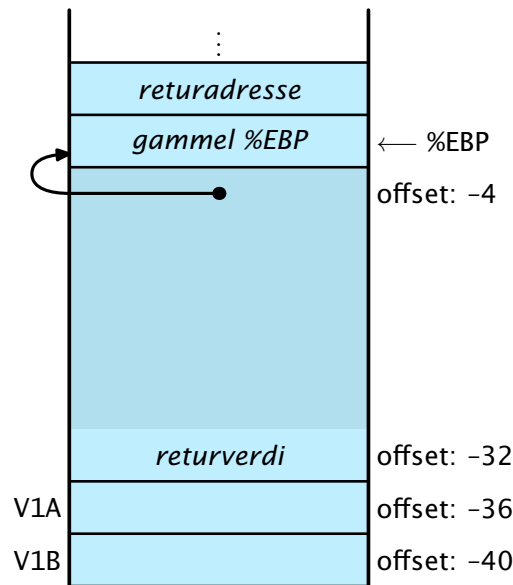 ⋮
returadresse
gammel %EBP ⟵ %EBP
offset: -4
returverdi offset: -32
V1A offset: -36
V1B offset: -40